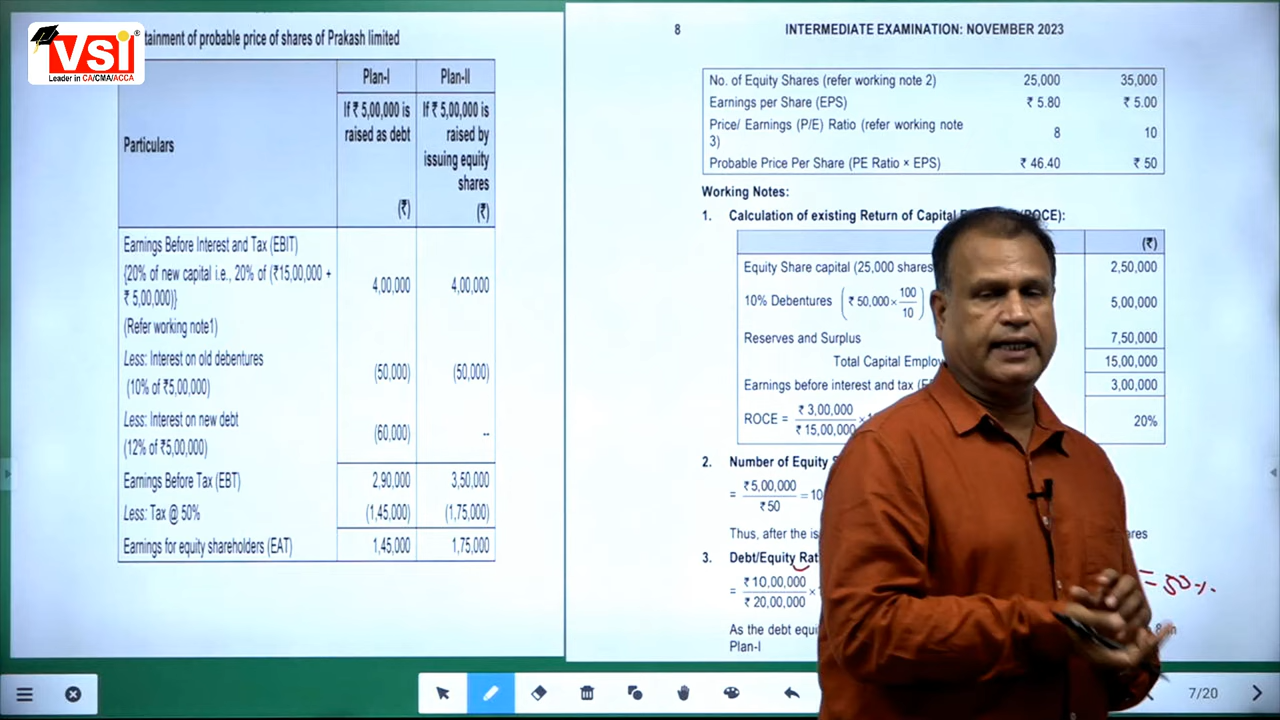 VSI
Leader in CA/CMA/ACCA
tainment of probable price of shares of Prakash limited
Particulars
Plan-I
Plan-II
If ₹ 5,00,000 is
raised as debt
(₹)
If ₹ 5,00,000 is
raised by
issuing equity
shares
(₹)
Earnings Before Interest and Tax (EBIT)
{20% of new capital i.e., 20% of (₹15,00,000 +
₹ 5,00,000)}
(Refer working note1)
4,00,000 4,00,000
Less: Interest on old debentures
(10% of ₹5,00,000)
(50,000) (50,000)
Less: Interest on new debt
(12% of ₹5,00,000)
(60,000) --
Earnings Before Tax (EBT) 2,90,000 3,50,000
Less: Tax @ 50% (1,45,000) (1,75,000)
Earnings for equity shareholders (EAT) 1,45,000 1,75,000
8 INTERMEDIATE EXAMINATION: NOVEMBER 2023
No. of Equity Shares (refer working note 2) 25,000 35,000
Earnings per Share (EPS) ₹ 5.80 ₹ 5.00
Price/ Earnings (P/E) Ratio (refer working note
3) 8 10
Probable Price Per Share (PE Ratio × EPS) ₹ 46.40 ₹ 50
Working Notes:
1. Calculation of existing Return of Capital E (ROCE):
(₹)
Equity Share capital (25,000 shares 2,50,000
10% Debentures (₹ 50,000 × 100/10) 5,00,000
Reserves and Surplus 7,50,000
Total Capital Employ 15,00,000
Earnings before interest and tax (E 3,00,000
ROCE = ₹ 3,00,000 / ₹ 15,00,000 ×1 20%
2. Number of Equity S
= ₹5,00,000 / ₹50 = 10
Thus, after the is ares
3. Debt/Equity Rat
= ₹10,00,000 / ₹ 20,00,000 × = 50%
As the debt equi 8 in
Plan-I
7/20